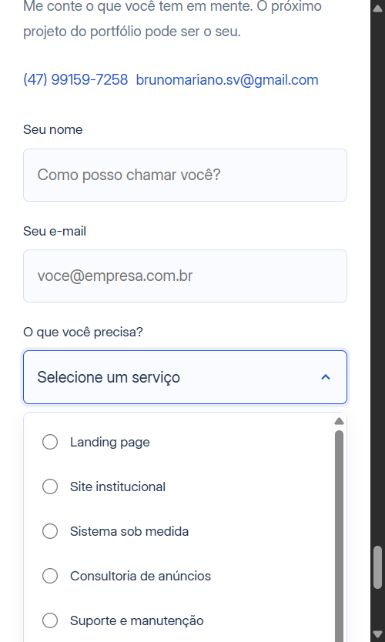 Me conte o que você tem em mente. O próximo
projeto do portfólio pode ser o seu.
(47) 99159-7258 brunomariano.sv@gmail.com
Seu nome
Como posso chamar você?
Seu e-mail
voce@empresa.com.br
O que você precisa?
Selecione um serviço
Landing page
Site institucional
Sistema sob medida
Consultoria de anúncios
Suporte e manutenção